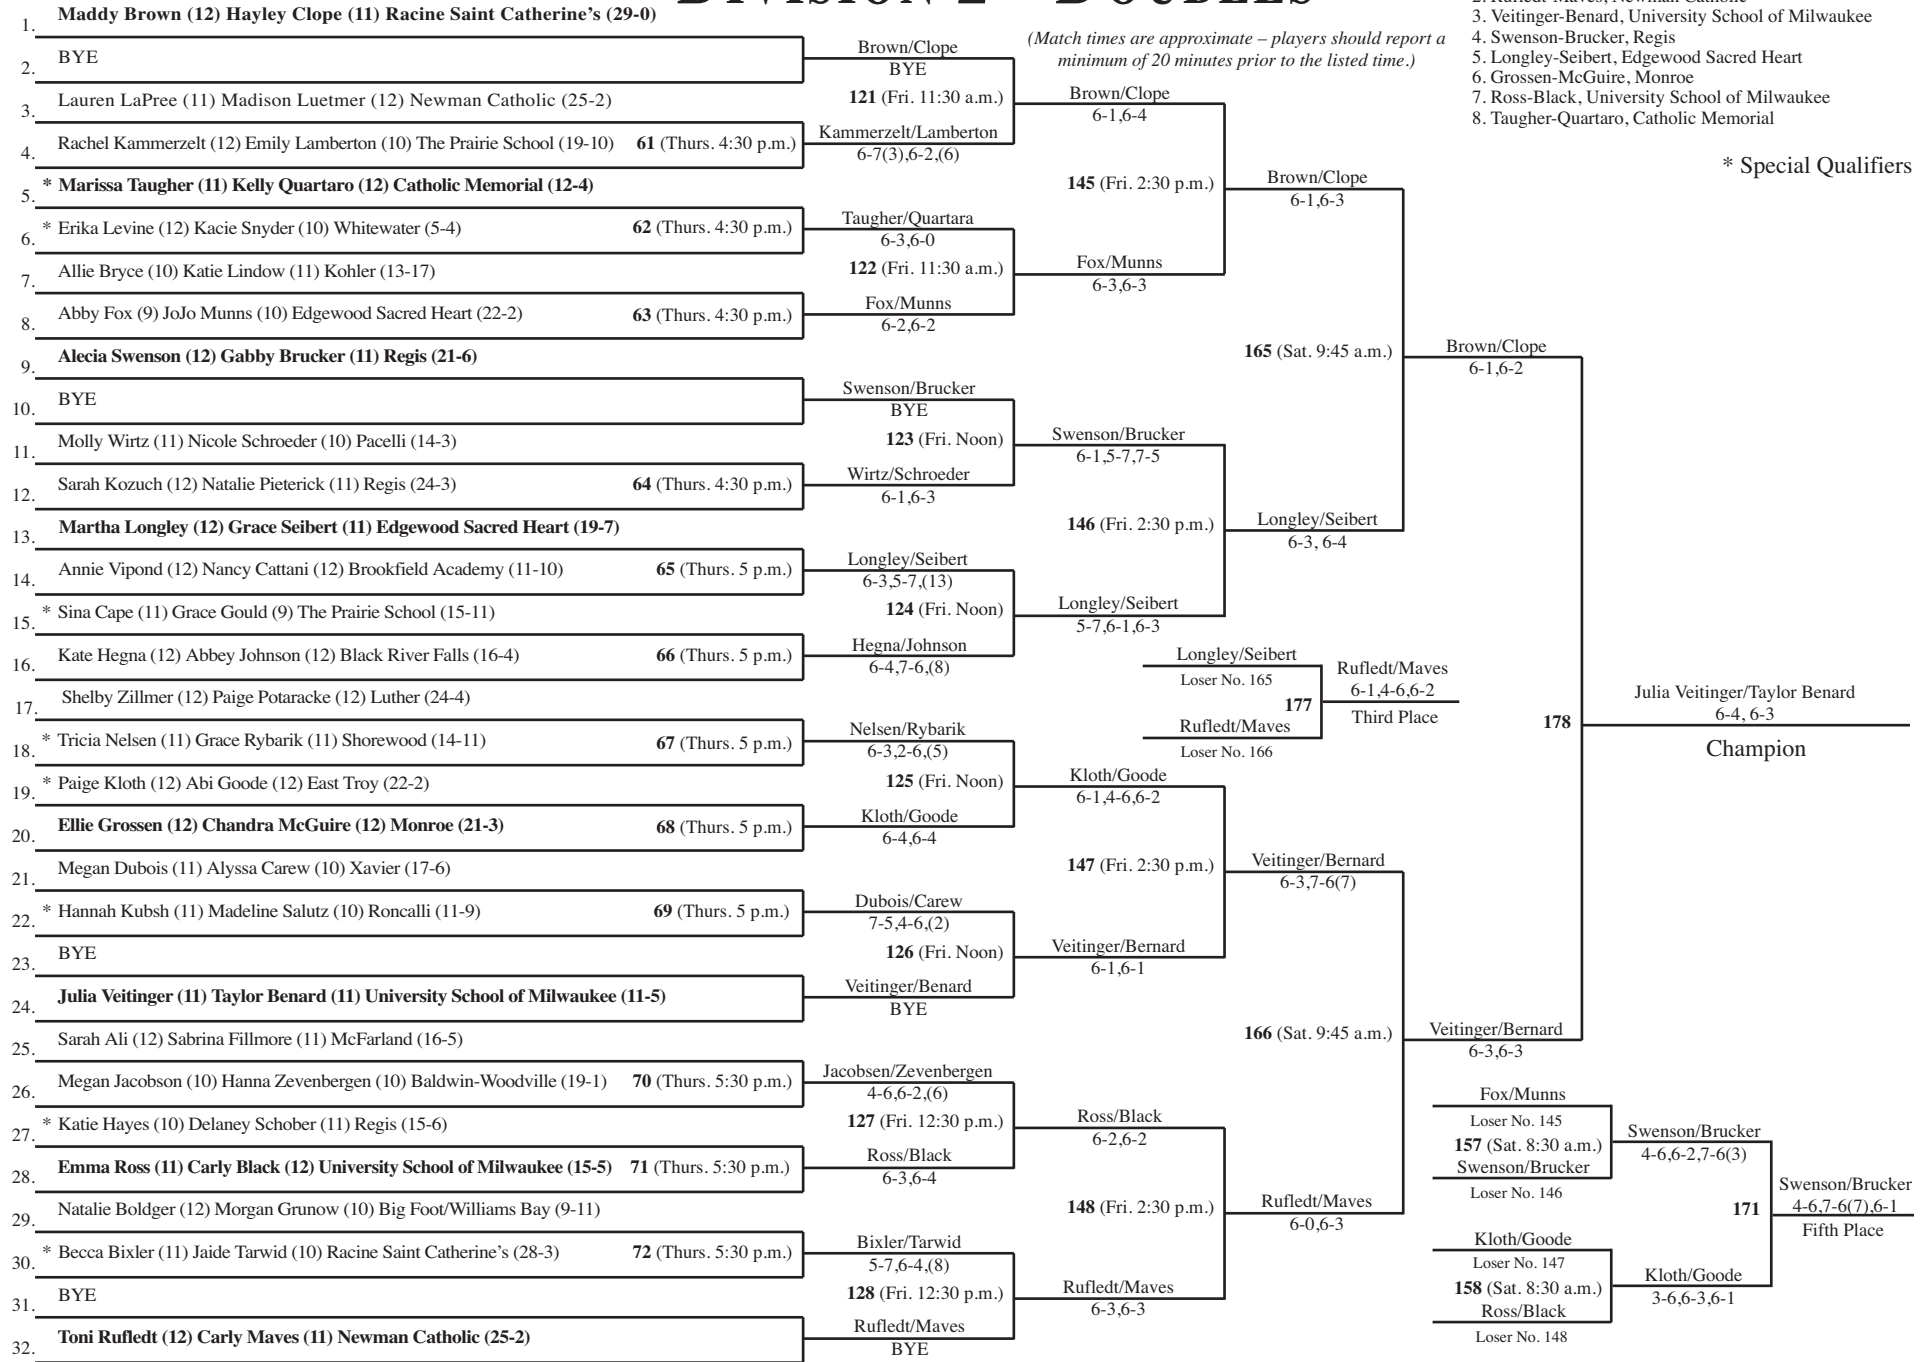 DIVISION 2 – DOUBLES
(Match times are approximate – players should report a
minimum of 20 minutes prior to the listed time.)
3. Veitinger-Benard, University School of Milwaukee
4. Swenson-Brucker, Regis
5. Longley-Seibert, Edgewood Sacred Heart
6. Grossen-McGuire, Monroe
7. Ross-Black, University School of Milwaukee
8. Taugher-Quartaro, Catholic Memorial
* Special Qualifiers
1. Maddy Brown (12) Hayley Clope (11) Racine Saint Catherine's (29-0)
2. BYE
3. Lauren LaPree (11) Madison Luetmer (12) Newman Catholic (25-2)
4. Rachel Kammerzelt (12) Emily Lamberton (10) The Prairie School (19-10) 61 (Thurs. 4:30 p.m.)
5. * Marissa Taugher (11) Kelly Quartaro (12) Catholic Memorial (12-4)
6. * Erika Levine (12) Kacie Snyder (10) Whitewater (5-4) 62 (Thurs. 4:30 p.m.)
7. Allie Bryce (10) Katie Lindow (11) Kohler (13-17)
8. Abby Fox (9) JoJo Munns (10) Edgewood Sacred Heart (22-2) 63 (Thurs. 4:30 p.m.)
9. Alecia Swenson (12) Gabby Brucker (11) Regis (21-6)
10. BYE
11. Molly Wirtz (11) Nicole Schroeder (10) Pacelli (14-3)
12. Sarah Kozuch (12) Natalie Pieterick (11) Regis (24-3) 64 (Thurs. 4:30 p.m.)
13. Martha Longley (12) Grace Seibert (11) Edgewood Sacred Heart (19-7)
14. Annie Vipond (12) Nancy Cattani (12) Brookfield Academy (11-10) 65 (Thurs. 5 p.m.)
15. * Sina Cape (11) Grace Gould (9) The Prairie School (15-11)
16. Kate Hegna (12) Abbey Johnson (12) Black River Falls (16-4) 66 (Thurs. 5 p.m.)
17. Shelby Zillmer (12) Paige Potaracke (12) Luther (24-4)
18. * Tricia Nelsen (11) Grace Rybarik (11) Shorewood (14-11) 67 (Thurs. 5 p.m.)
19. * Paige Kloth (12) Abi Goode (12) East Troy (22-2)
20. Ellie Grossen (12) Chandra McGuire (12) Monroe (21-3) 68 (Thurs. 5 p.m.)
21. Megan Dubois (11) Alyssa Carew (10) Xavier (17-6)
22. * Hannah Kubsh (11) Madeline Salutz (10) Roncalli (11-9) 69 (Thurs. 5 p.m.)
23. BYE
24. Julia Veitinger (11) Taylor Benard (11) University School of Milwaukee (11-5)
25. Sarah Ali (12) Sabrina Fillmore (11) McFarland (16-5)
26. Megan Jacobson (10) Hanna Zevenbergen (10) Baldwin-Woodville (19-1) 70 (Thurs. 5:30 p.m.)
27. * Katie Hayes (10) Delaney Schober (11) Regis (15-6)
28. Emma Ross (11) Carly Black (12) University School of Milwaukee (15-5) 71 (Thurs. 5:30 p.m.)
29. Natalie Boldger (12) Morgan Grunow (10) Big Foot/Williams Bay (9-11)
30. * Becca Bixler (11) Jaide Tarwid (10) Racine Saint Catherine's (28-3) 72 (Thurs. 5:30 p.m.)
31. BYE
32. Toni Rufledt (12) Carly Maves (11) Newman Catholic (25-2)
Brown/Clope
BYE
121 (Fri. 11:30 a.m.)
Kammerzelt/Lamberton
6-7(3),6-2,(6)
Taugher/Quartara
6-3,6-0
122 (Fri. 11:30 a.m.)
Fox/Munns
6-2,6-2
Swenson/Brucker
BYE
123 (Fri. Noon)
Wirtz/Schroeder
6-1,6-3
Longley/Seibert
6-3,5-7,(13)
124 (Fri. Noon)
Hegna/Johnson
6-4,7-6,(8)
Nelsen/Rybarik
6-3,2-6,(5)
125 (Fri. Noon)
Kloth/Goode
6-4,6-4
Dubois/Carew
7-5,4-6,(2)
126 (Fri. Noon)
Veitinger/Benard
BYE
Jacobsen/Zevenbergen
4-6,6-2,(6)
127 (Fri. 12:30 p.m.)
Ross/Black
6-3,6-4
Bixler/Tarwid
5-7,6-4,(8)
128 (Fri. 12:30 p.m.)
Rufledt/Maves
BYE
Brown/Clope
6-1,6-4
145 (Fri. 2:30 p.m.)
Fox/Munns
6-3,6-3
Swenson/Brucker
6-1,5-7,7-5
146 (Fri. 2:30 p.m.)
Longley/Seibert
5-7,6-1,6-3
Kloth/Goode
6-1,4-6,6-2
147 (Fri. 2:30 p.m.)
Veitinger/Bernard
6-1,6-1
Ross/Black
6-2,6-2
148 (Fri. 2:30 p.m.)
Rufledt/Maves
6-3,6-3
Brown/Clope
6-1,6-3
165 (Sat. 9:45 a.m.)
Longley/Seibert
6-3, 6-4
Veitinger/Bernard
6-3,7-6(7)
166 (Sat. 9:45 a.m.)
Rufledt/Maves
6-0,6-3
Brown/Clope
6-1,6-2
178
Veitinger/Bernard
6-3,6-3
Julia Veitinger/Taylor Benard
6-4, 6-3
Champion
Longley/Seibert
Loser No. 165
177
Rufledt/Maves
Loser No. 166
Rufledt/Maves
6-1,4-6,6-2
Third Place
Fox/Munns
Loser No. 145
157 (Sat. 8:30 a.m.)
Swenson/Brucker
Loser No. 146
Swenson/Brucker
4-6,6-2,7-6(3)
171
Kloth/Goode
Loser No. 147
158 (Sat. 8:30 a.m.)
Ross/Black
Loser No. 148
Kloth/Goode
3-6,6-3,6-1
Swenson/Brucker
4-6,7-6(7),6-1
Fifth Place